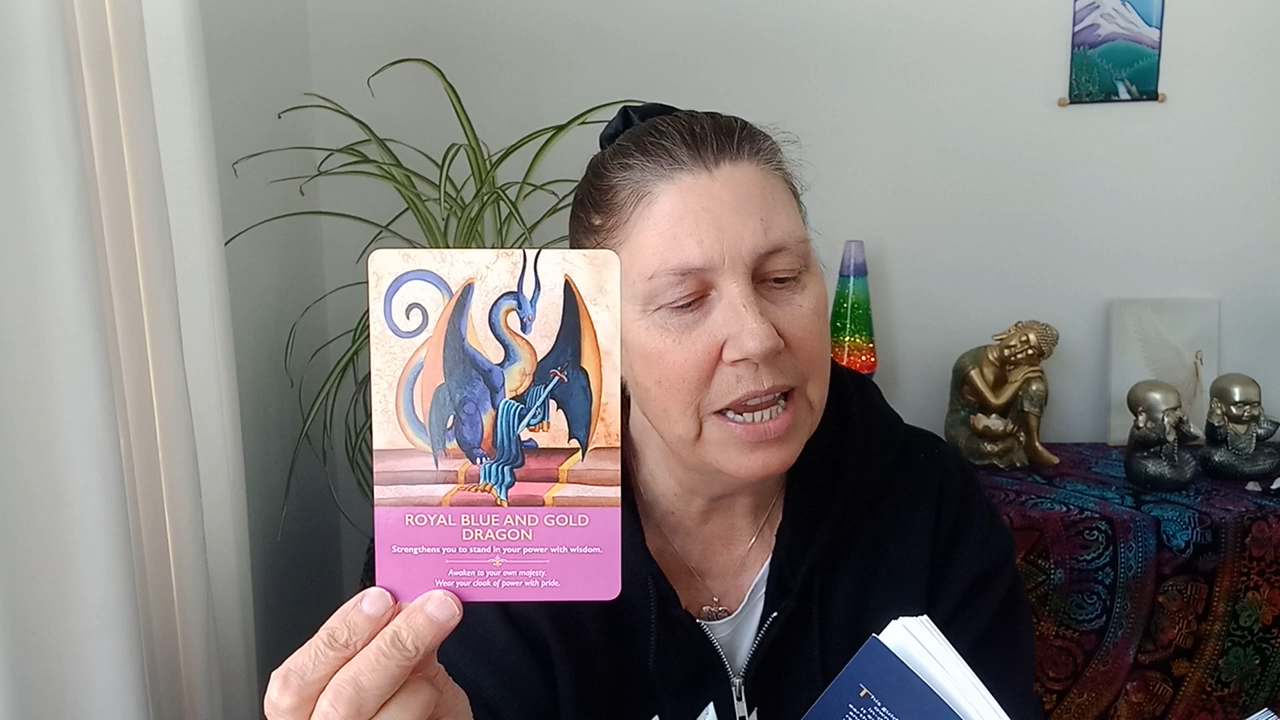 ROYAL BLUE AND GOLD
DRAGON
Strengthens you to stand in your power with wisdom.
Awaken to your own majesty.
Wear your cloak of power with pride.